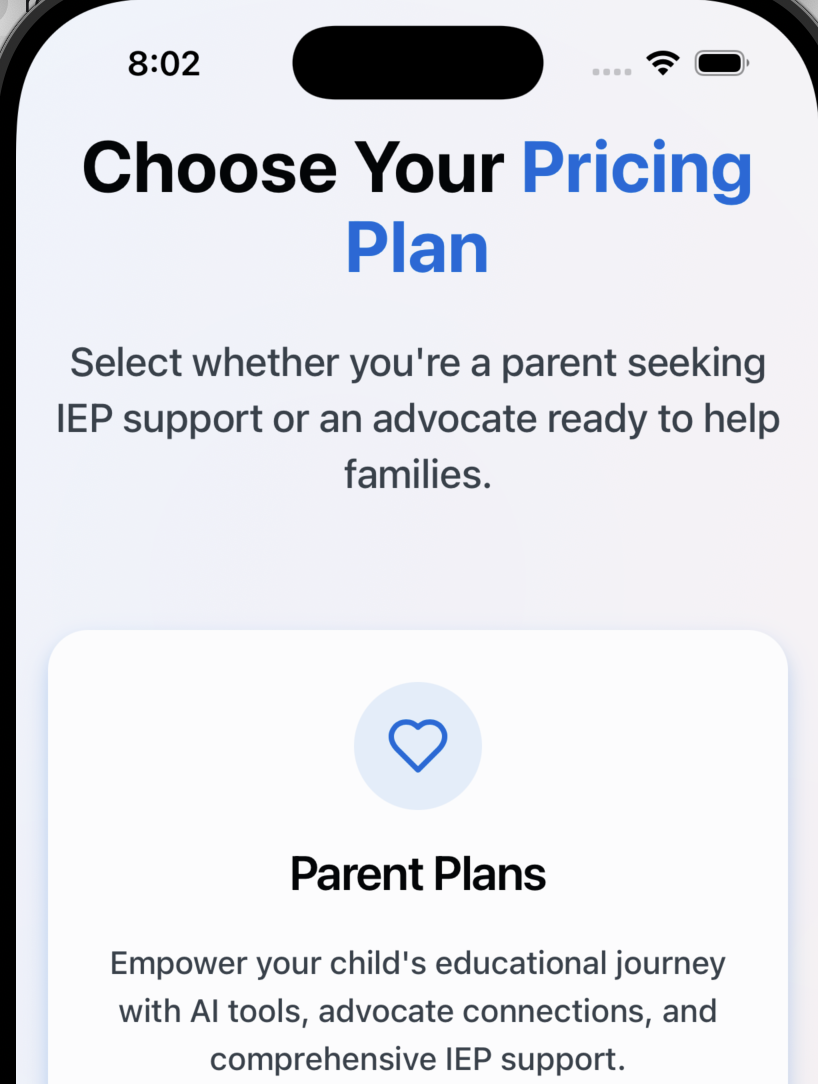 8:02
Choose Your Pricing
Plan
Select whether you're a parent seeking
IEP support or an advocate ready to help
families.
Parent Plans
Empower your child's educational journey
with AI tools, advocate connections, and
comprehensive IEP support.